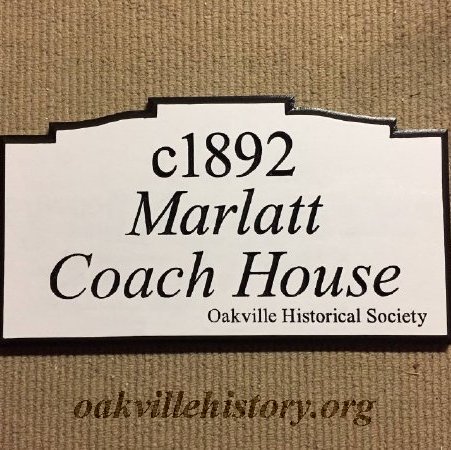 c1892
Marlatt
Coach House
Oakville Historical Society
oakvillehistory.org